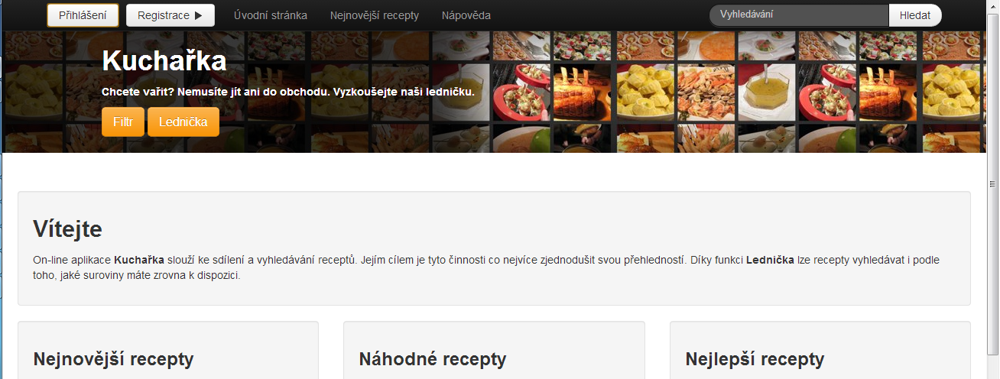 Přihlášení Registrace Úvodní stránka Nejnovější recepty Nápověda Vyhledávání Hledat
Kuchařka
Chcete vařit? Nemusíte jít ani do obchodu. Vyzkoušejte naši ledničku.
Filtr Lednička
Vítejte
On-line aplikace Kuchařka slouží ke sdílení a vyhledávání receptů. Jejím cílem je tyto činnosti co nejvíce zjednodušit svou přehledností. Díky funkci Lednička lze recepty vyhledávat i podle
toho, jaké suroviny máte zrovna k dispozici.
Nejnovější recepty Náhodné recepty Nejlepší recepty